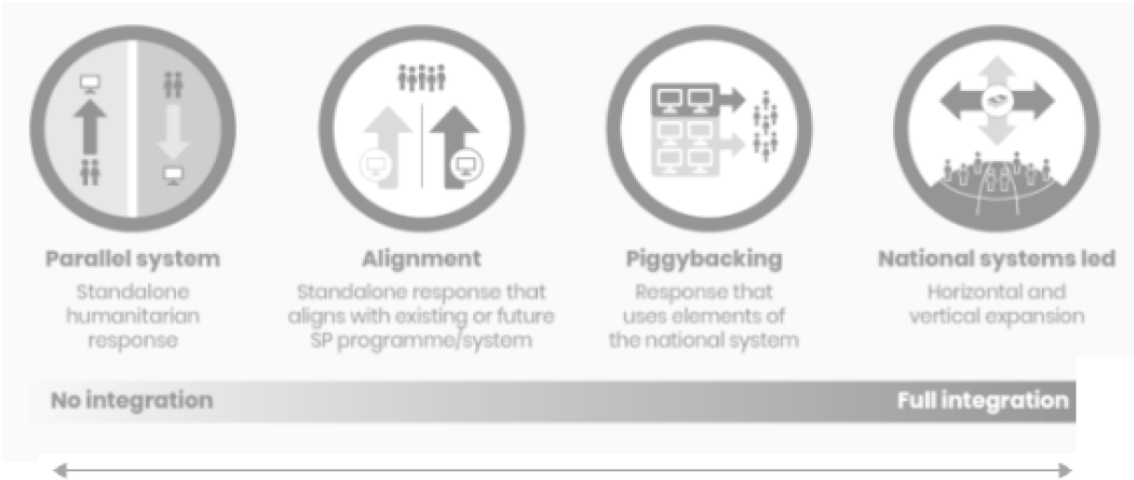 Parallel system
Standalone
humanitarian
response
Alignment
Standalone response that
aligns with existing or future
SP programme/system
Piggybacking
Response that
uses elements of
the national system
National systems led
Horizontal and
vertical expansion
No integration
Full integration